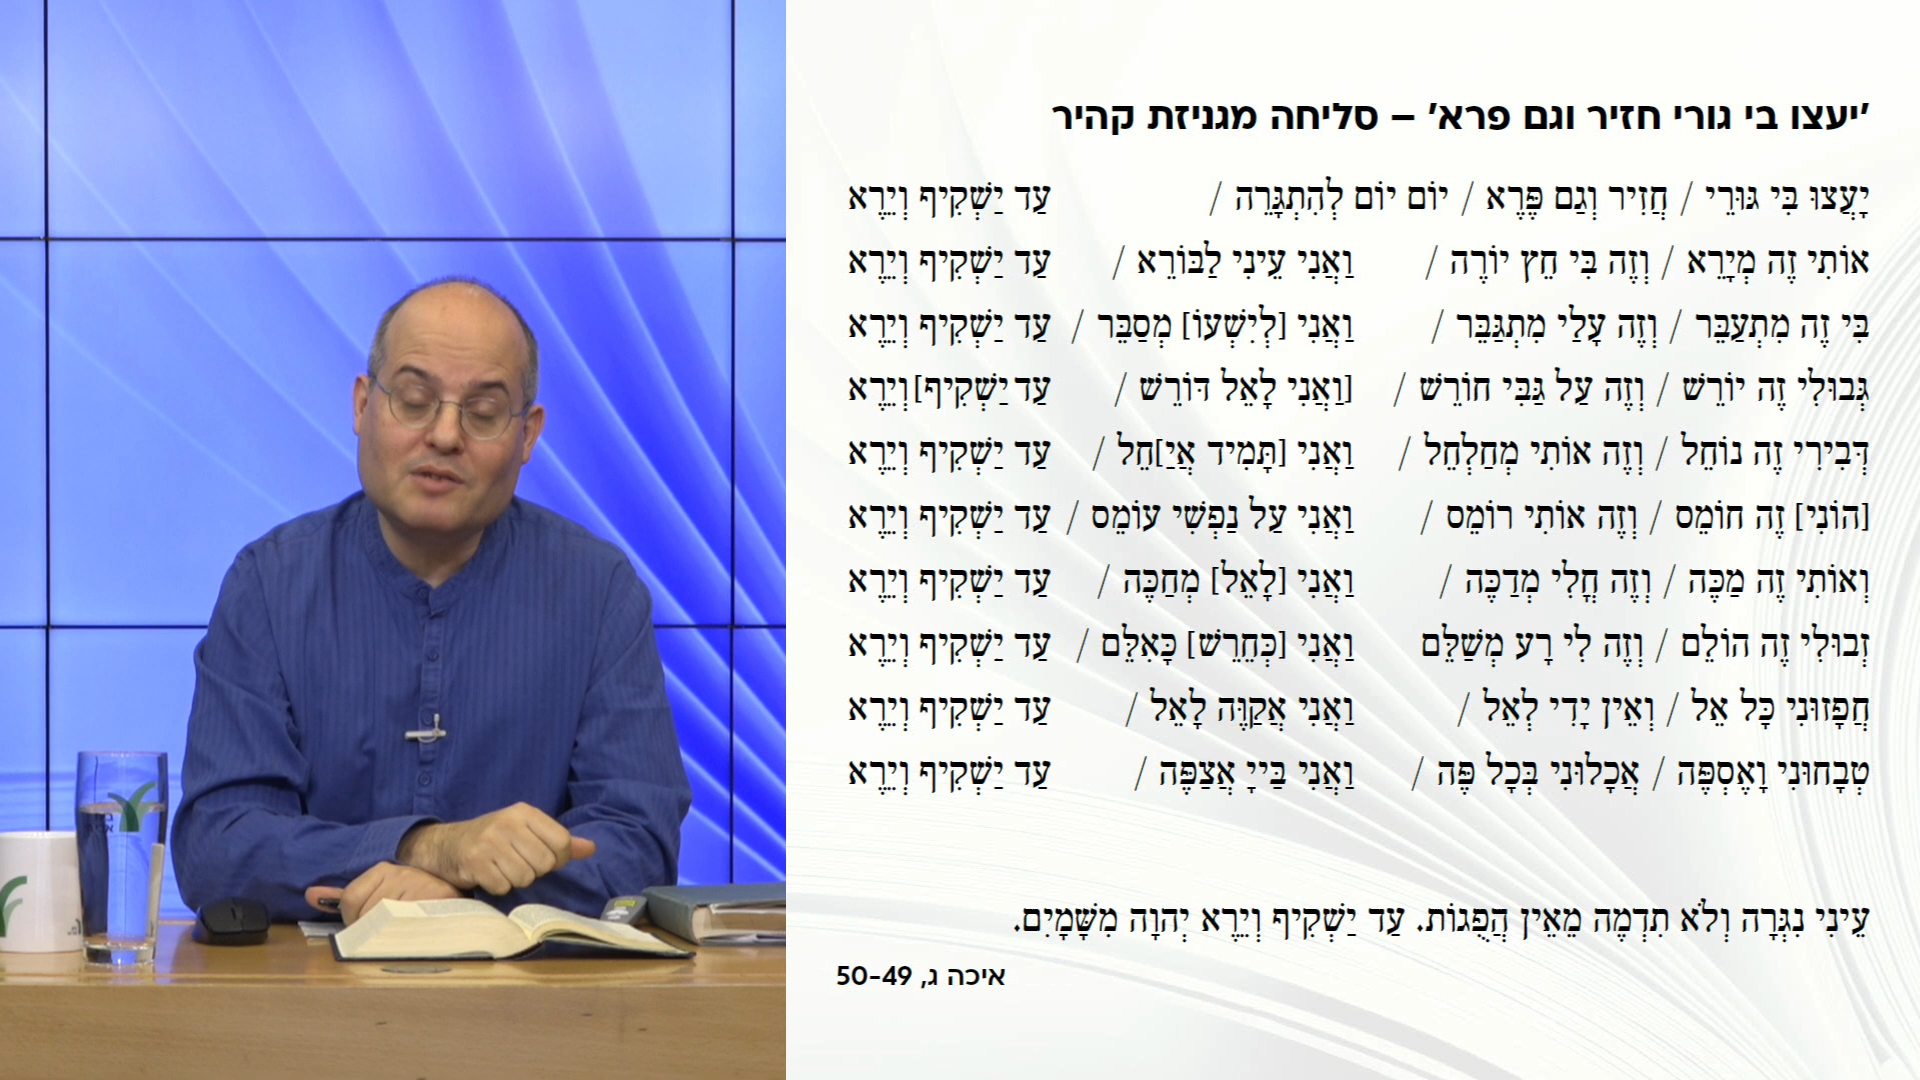 'יעצו בי גורי חזיר וגם פרא' – סליחה מגניזת קהיר
יָעֲצוּ בִּי גּוּרֵי / חֲזִיר וְגַם פֶּרֶא / יוֹם יוֹם לְהִתְגָּרֵה / עַד יַשְׁקִיף וְיֵרֶא
אוֹתִי זֶה מְיָרֵא / וְזֶה בִּי חֵץ יוֹרֶה / וַאֲנִי עֵינִי לַבּוֹרֵא / עַד יַשְׁקִיף וְיֵרֶא
בִּי זֶה מִתְעַבֵּר / וְזֶה עָלַי מִתְגַּבֵּר / וַאֲנִי [לְיִשְׁעוֹ] מְסַבֵּר / עַד יַשְׁקִיף וְיֵרֶא
גְּבוּלִי זֶה יוֹרֵשׁ / וְזֶה עַל גַּבִּי חוֹרֵשׁ / [וַאֲנִי לָאֵל דּוֹרֵשׁ / עַד יַשְׁקִיף] וְיֵרֶא
דְּבִירִי זֶה נוֹחֵל / וְזֶה אוֹתִי מְחַלְחֵל / וַאֲנִי [תָּמִיד אֲיַ]חֵל / עַד יַשְׁקִיף וְיֵרֶא
[הוֹנִי] זֶה חוֹמֵס / וְזֶה אוֹתִי רוֹמֵס / וַאֲנִי עַל נַפְשִׁי עוֹמֵס / עַד יַשְׁקִיף וְיֵרֶא
וְאוֹתִי זֶה מַכֶּה / וְזֶה חֳלִי מְדַכֶּה / וַאֲנִי [לָאֵל] מְחַכֶּה / עַד יַשְׁקִיף וְיֵרֶא
זְבוּלִי זֶה הוֹלֵם / וְזֶה לִי רָע מְשַׁלֵּם וַאֲנִי [כְּחֵרֵשׁ] כָּאִלֵּם / עַד יַשְׁקִיף וְיֵרֶא
חֲפָזוּנִי כָּל אֵל / וְאֵין יָדִי לְאֵל / וַאֲנִי אֲקַוֶּה לָאֵל / עַד יַשְׁקִיף וְיֵרֶא
טְבָחוּנִי וָאֶסְפֶּה / אֲכָלוּנִי בְּכָל פֶּה / וַאֲנִי בַּיְיָ אֲצַפֶּה / עַד יַשְׁקִיף וְיֵרֶא
עֵינִי נִגְּרָה וְלֹא תִדְמֶה מֵאֵין הֲפֻגוֹת. עַד יַשְׁקִיף וְיֵרֶא יְהוָה מִשָּׁמָיִם.
איכה ג, 49-50